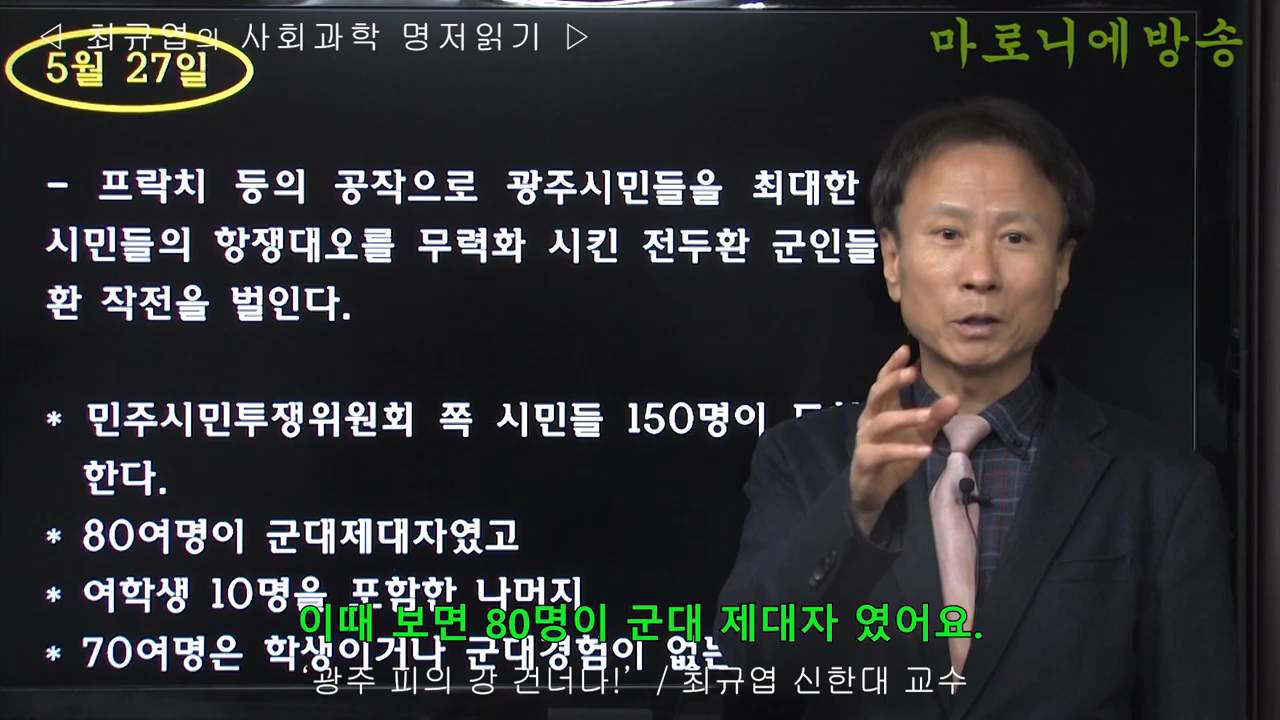 ◁ 최규엽의 사회과학 명저읽기 ▷
마로니에방송
5월 27일
- 프락치 등의 공작으로 광주시민들을 최대한
시민들의 항쟁대오를 무력화 시킨 전두환 군인들
환 작전을 벌인다.
* 민주시민투쟁위원회 쪽 시민들 150명이
한다.
* 80여명이 군대제대자였고
* 여학생 10명을 포함한 나머지
* 70여명은 학생이거나 군대경험이 없는
이때 보면 80명이 군대 제대자 였어요.
‘광주 피의 강 건너다!’ / 최규엽 신한대 교수